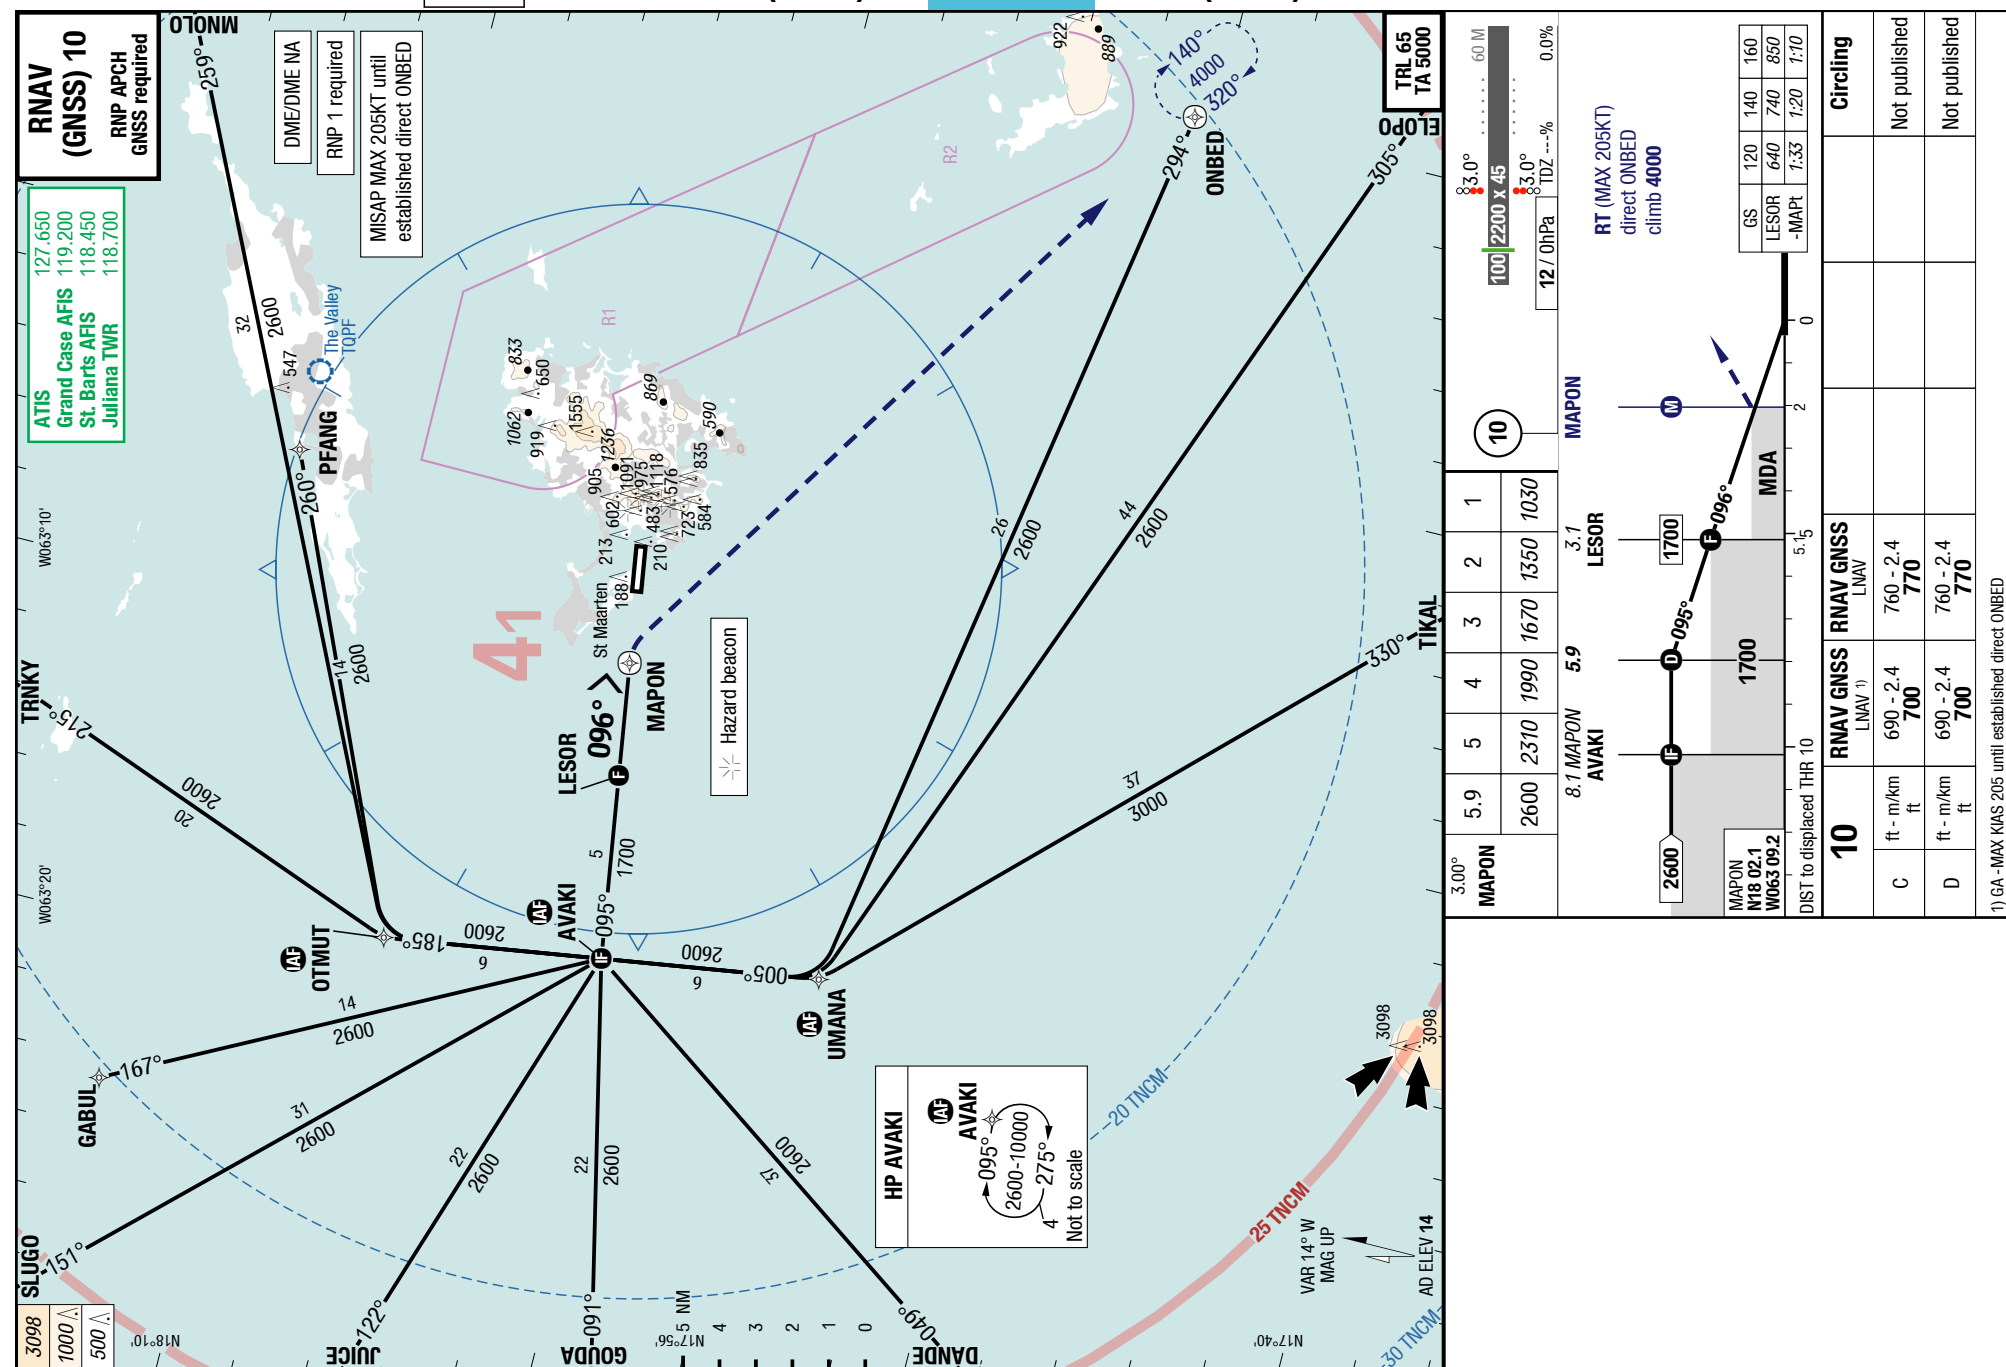 RNAV
(GNSS) 10
RNP APCH
GNSS required
ATIS 127.650
Grand Case AFIS 119.200
St. Barts AFIS 118.450
Juliana TWR 118.700
DME/DME NA
RNP 1 required
MISAP MAX 205KT until
established direct ONBED
TRL 65
TA 5000
MNOLO
259°
32
2600
547
The Valley
TQPF
PFANG
260°
14
2600
TRNKY
215°
2600
20
W063°10'
W063°20'
IAF
OTMUT
185°
2600
6
GABUL
167°
14
2600
SLUGO
151°
31
2600
JUICE
122°
22
2600
GOUDA
091°
22
2600
DANDE
049°
2600
37
IAF
AVAKI
IF
095°
5
1700
LESOR
F
096°
MAPON
St Maarten
41
Hazard beacon
2600
6
005°
IAF
UMANA
37
3000
330°
TIKAL
44
2600
305°
ELOPO
26
2600
294°
ONBED
140°
4000
320°
922
889
R1
R2
833
650
1062
919
1555
1236
869
590
905
1091
975
1118
576
835
602
483
723
584
213
210
188
HP AVAKI
IAF
AVAKI
095°
2600-10000
275°
4
Not to scale
20 TNCM
25 TNCM
30 TNCM
3098
3098
VAR 14° W
MAG UP
AD ELEV 14
N18°10'
N17°56'
N17°40'
5 NM
4
3
2
1
0
3098
1000
500
3.00°
MAPON
5.9 5 4 3 2 1
2600 2310 1990 1670 1350 1030
10
60 M
3.0°
100 2200 x 45
3.0°
TDZ ---%
0.0%
12 / 0hPa
8.1 MAPON
AVAKI
5.9
3.1
LESOR
MAPON
RT (MAX 205KT)
direct ONBED
climb 4000
2600
IF
D
095°
1700
F
096°
M
1700
MDA
MAPON
N18 02.1
W063 09.2
DIST to displaced THR 10
5.15
2
0
GS 120 140 160
LESOR 640 740 850
-MAPt 1:33 1:20 1:10
10
RNAV GNSS
LNAV 1)
RNAV GNSS
LNAV
Circling
C
ft - m/km
ft
690 - 2.4
700
760 - 2.4
770
Not published
D
ft - m/km
ft
690 - 2.4
700
760 - 2.4
770
Not published
1) GA -MAX KIAS 205 until established direct ONBED